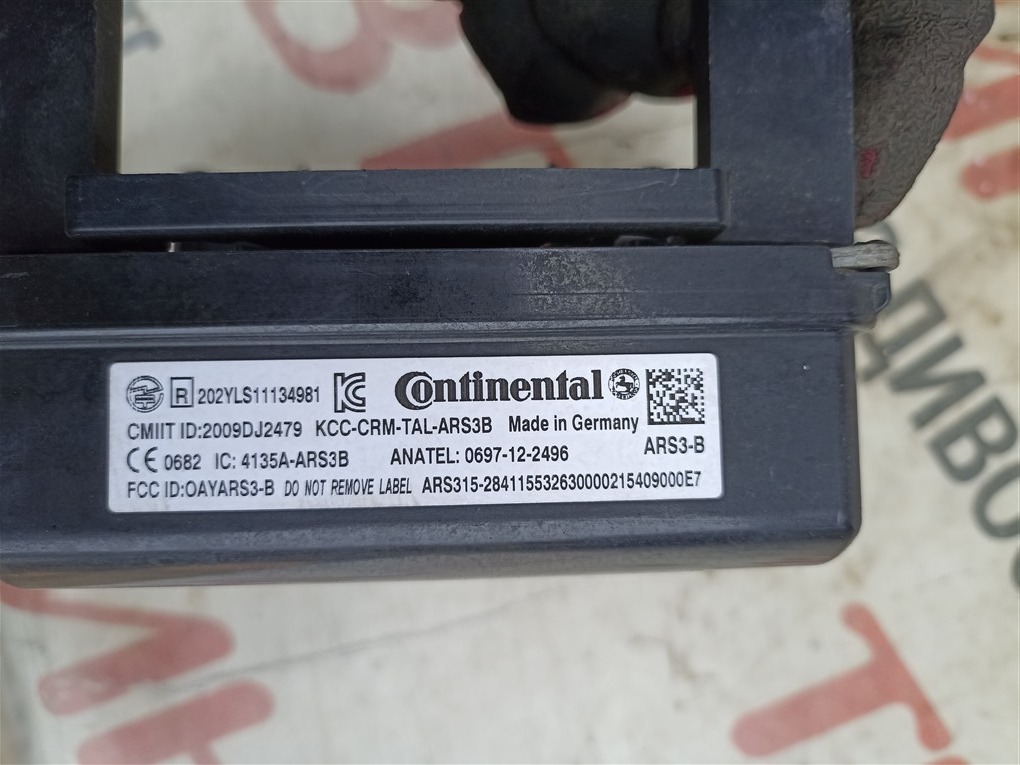 R 202YLS11134981 Continental
CMIIT ID:2009DJ2479 KCC-CRM-TAL-ARS3B Made in Germany
CE 0682 IC: 4135A-ARS3B ANATEL: 0697-12-2496 ARS3-B
FCC ID:OAYARS3-B DO NOT REMOVE LABEL ARS315-284115532630000215409000E7